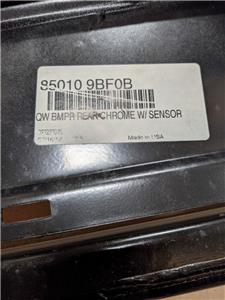 85010 9BF0B
QW BMPR REAR CHROME W/ SENSOR
Made in USA